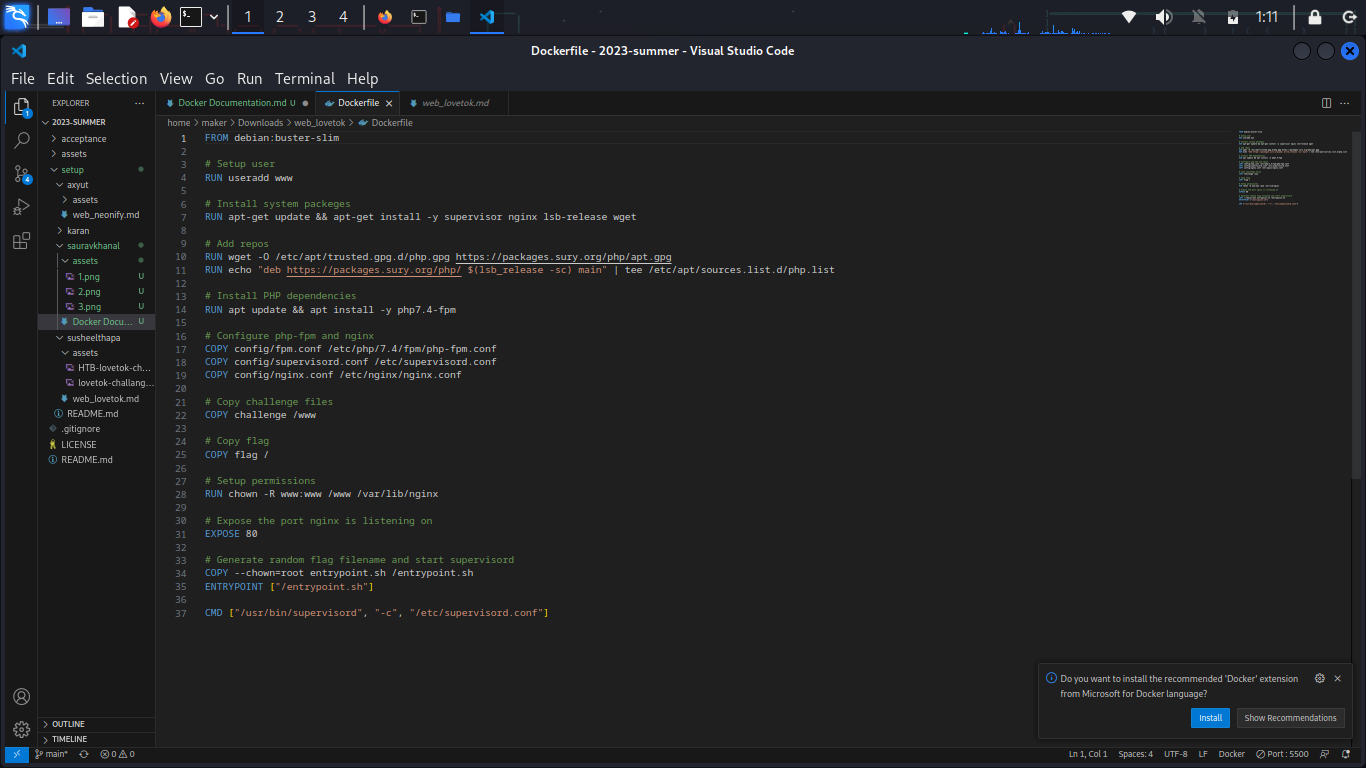 1 2 3 4
1:11
Dockerfile - 2023-summer - Visual Studio Code
File Edit Selection View Go Run Terminal Help
EXPLORER
Docker Documentation.md U
Dockerfile
web_lovetok.md
home > maker > Downloads > web_lovetok > Dockerfile
2023-SUMMER
acceptance
assets
setup
axyut
assets
web_neonify.md
karan
sauravkhanal
assets
1.png U
2.png U
3.png U
Docker Docu... U
susheelthapa
assets
HTB-lovetok-ch...
lovetok-challang...
web_lovetok.md
README.md
.gitignore
LICENSE
README.md
OUTLINE
TIMELINE
1 FROM debian:buster-slim
2
3 # Setup user
4 RUN useradd www
5
6 # Install system packeges
7 RUN apt-get update && apt-get install -y supervisor nginx lsb-release wget
8
9 # Add repos
10 RUN wget -O /etc/apt/trusted.gpg.d/php.gpg https://packages.sury.org/php/apt.gpg
11 RUN echo "deb https://packages.sury.org/php/ $(lsb_release -sc) main" | tee /etc/apt/sources.list.d/php.list
12
13 # Install PHP dependencies
14 RUN apt update && apt install -y php7.4-fpm
15
16 # Configure php-fpm and nginx
17 COPY config/fpm.conf /etc/php/7.4/fpm/php-fpm.conf
18 COPY config/supervisord.conf /etc/supervisord.conf
19 COPY config/nginx.conf /etc/nginx/nginx.conf
20
21 # Copy challenge files
22 COPY challenge /www
23
24 # Copy flag
25 COPY flag /
26
27 # Setup permissions
28 RUN chown -R www:www /www /var/lib/nginx
29
30 # Expose the port nginx is listening on
31 EXPOSE 80
32
33 # Generate random flag filename and start supervisord
34 COPY --chown=root entrypoint.sh /entrypoint.sh
35 ENTRYPOINT ["/entrypoint.sh"]
36
37 CMD ["/usr/bin/supervisord", "-c", "/etc/supervisord.conf"]
Do you want to install the recommended 'Docker' extension
from Microsoft for Docker language?
Install Show Recommendations
main* 0 0 Ln 1, Col 1 Spaces: 4 UTF-8 LF Docker Port : 5500